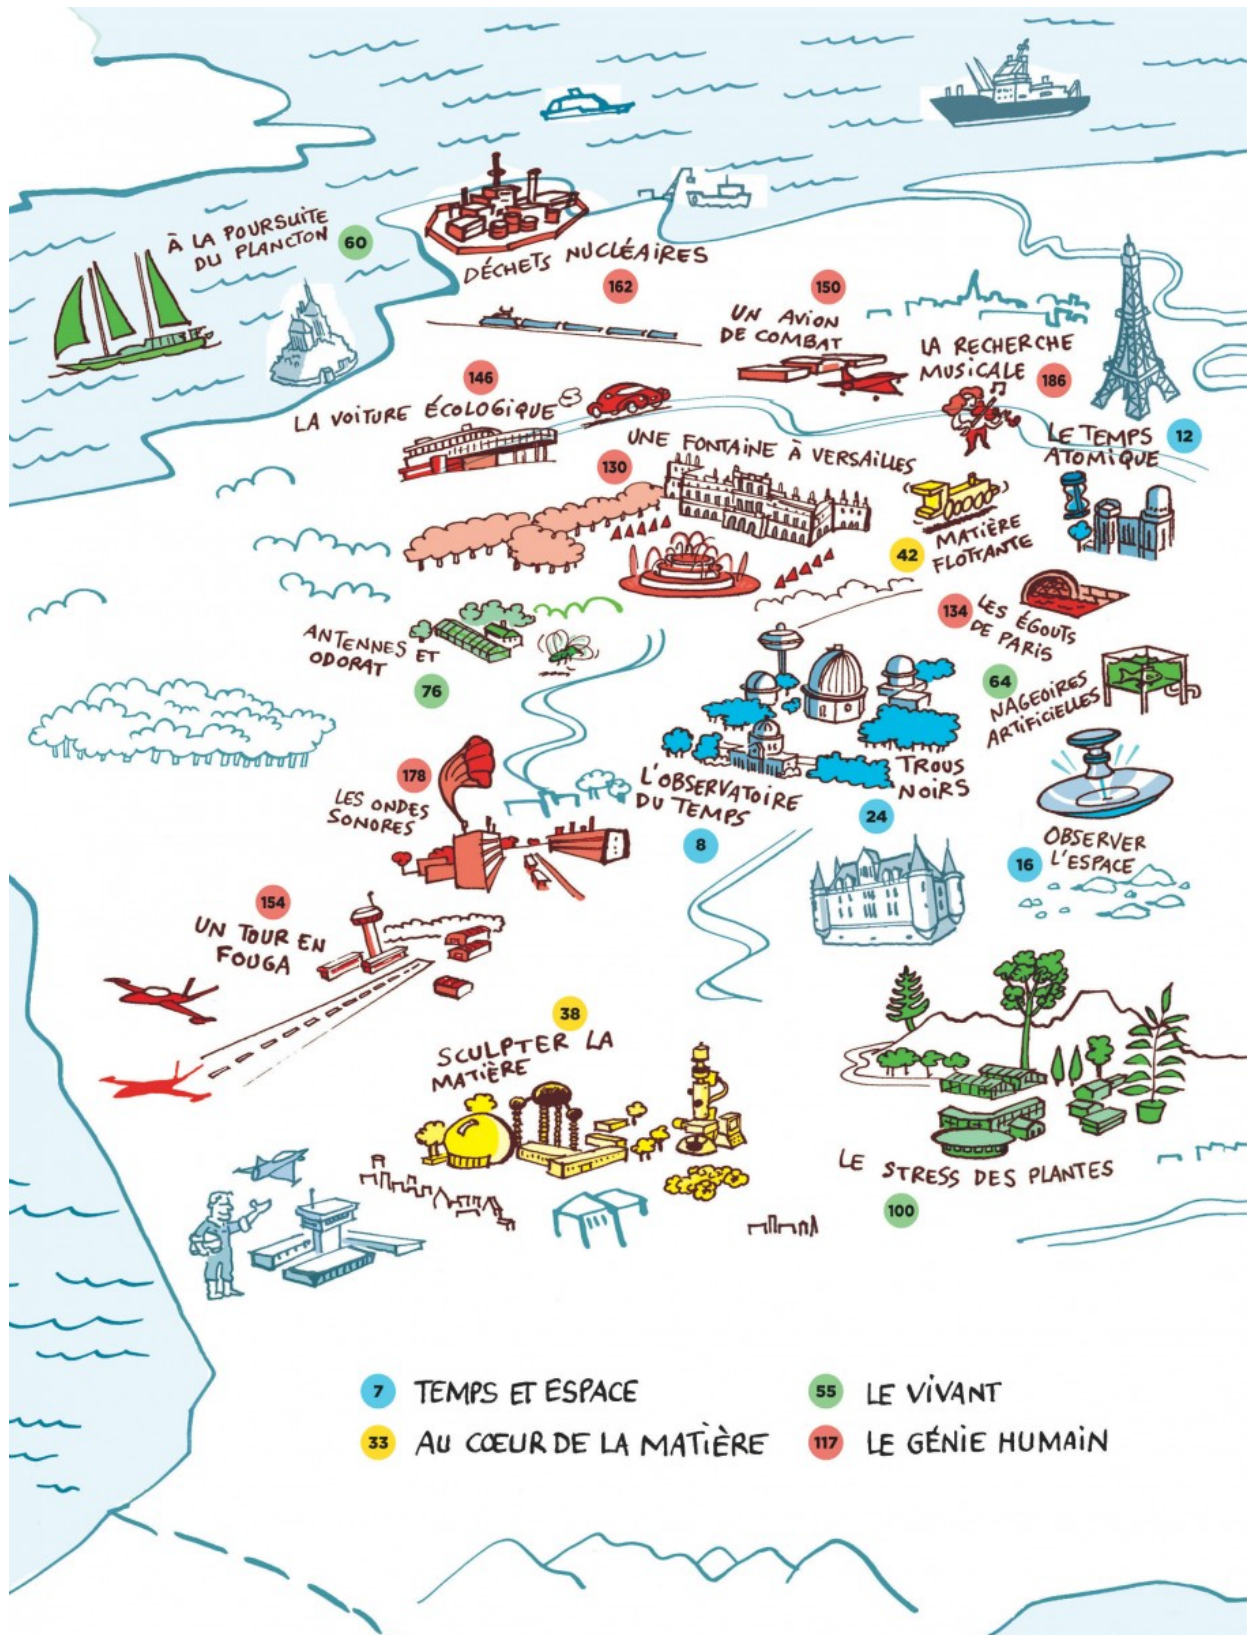 À LA POURSUITE
DU PLANCTON
60
DÉCHETS NUCLÉAIRES
162
150
UN AVION
DE COMBAT
LA RECHERCHE
MUSICALE
186
146
LA VOITURE ÉCOLOGIQUE
LE TEMPS
ATOMIQUE
12
130
UNE FONTAINE À VERSAILLES
42
MATIÈRE
FLOTTANTE
134
LES ÉGOUTS
DE PARIS
ANTENNES ET
ODORAT
76
64
NAGEOIRES
ARTIFICIELLES
178
LES ONDES
SONORES
L'OBSERVATOIRE
DU TEMPS
8
TROUS
NOIRS
24
OBSERVER
L'ESPACE
16
154
UN TOUR EN
FOUGA
38
SCULPTER LA
MATIÈRE
LE STRESS DES PLANTES
100
7 TEMPS ET ESPACE
55 LE VIVANT
33 AU CŒUR DE LA MATIÈRE
117 LE GÉNIE HUMAIN